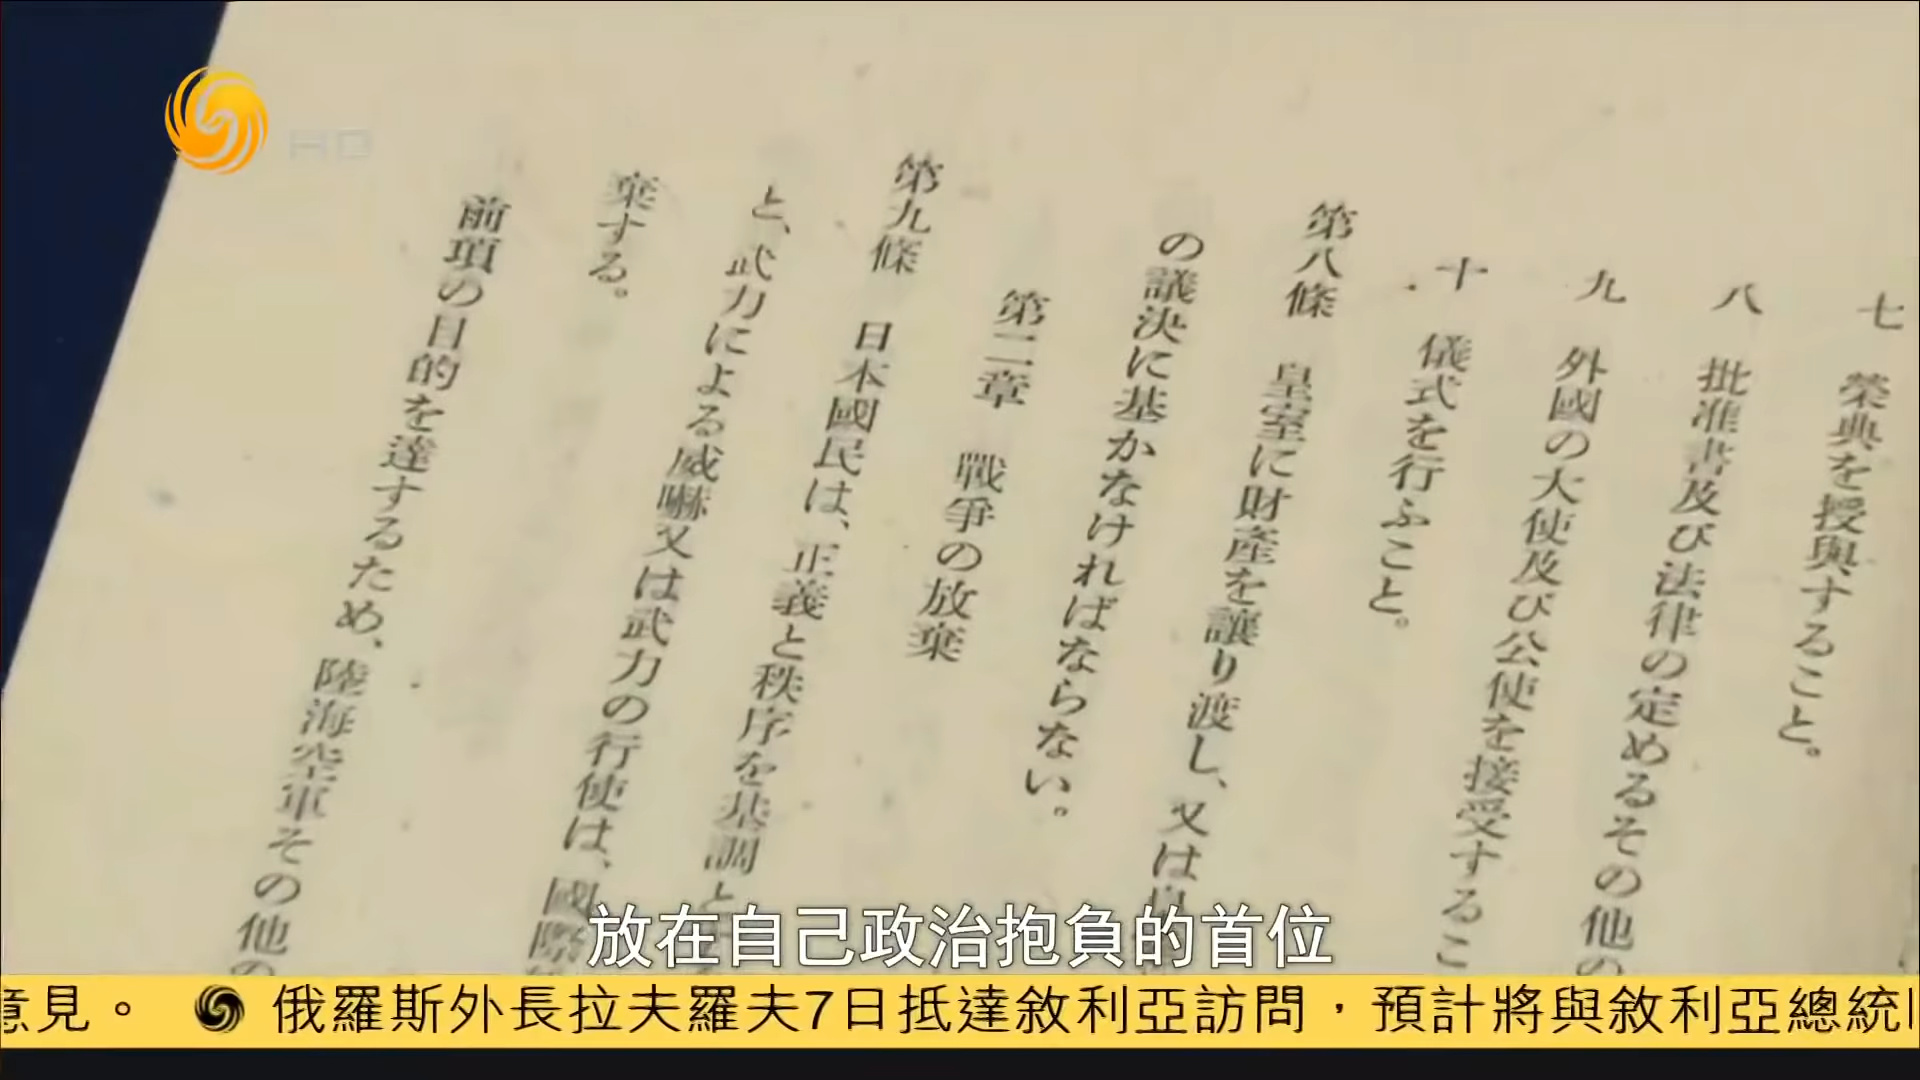 HD
七　榮典を授與すること。
八　批准書及び法律の定めるその他の
九　外國の大使及び公使を接受するこ
十　儀式を行ふこと。
第八條　皇室に財產を讓り渡し、又は皇
の議決に基かなければならない。
第二章　戰爭の放棄
第九條　日本國民は、正義と秩序を基調と
と、武力による威嚇又は武力の行使は、國際
棄する。
前項の目的を達するため、陸海空軍その他の
放在自己政治抱負的首位
意見。 俄羅斯外長拉夫羅夫7日抵達敘利亞訪問，預計將與敘利亞總統